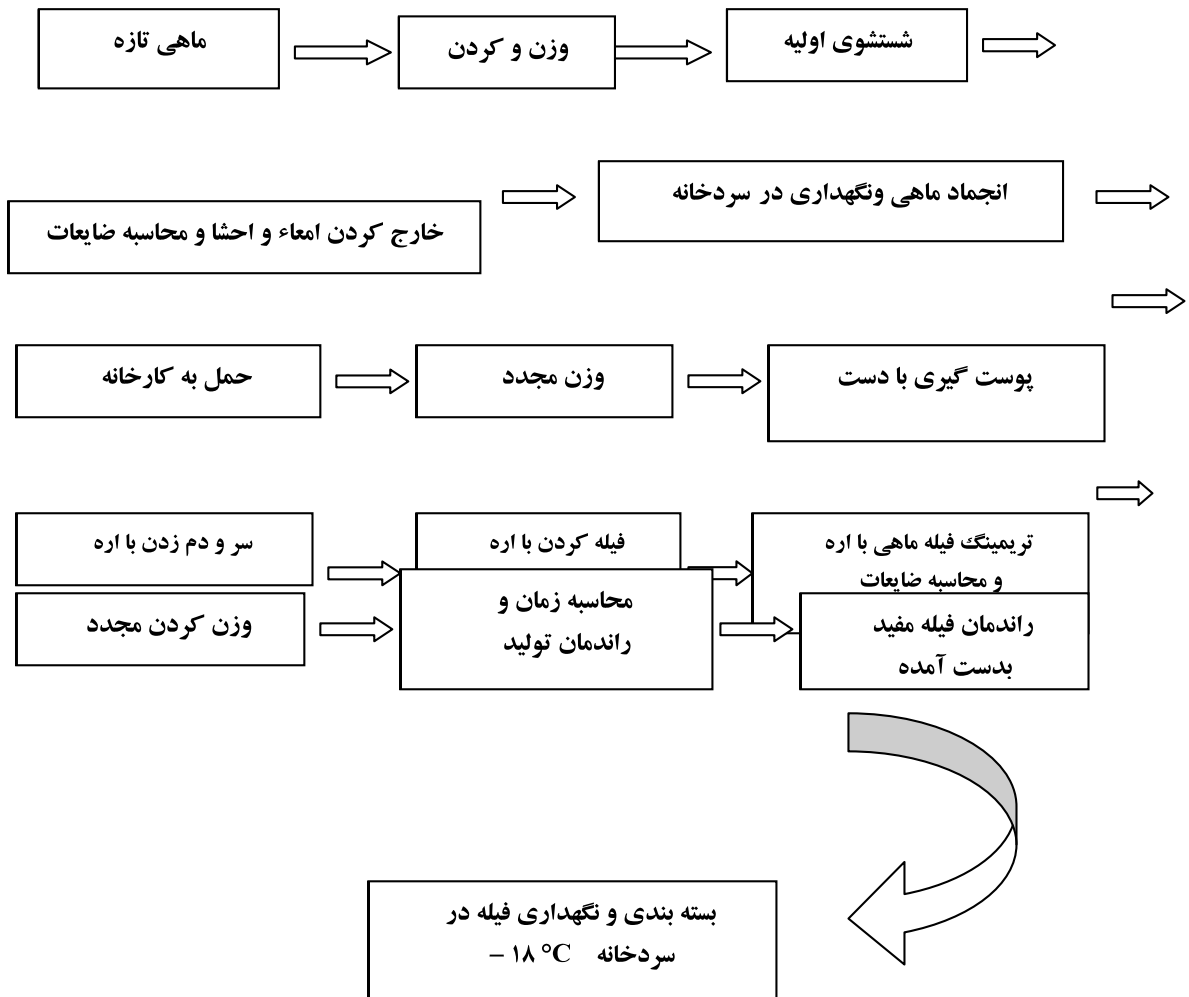 ماهی تازه
وزن و کردن
شستشوی اولیه
خارج کردن امعاء و احشا و محاسبه ضایعات
انجماد ماهی ونگهداری در سردخانه
حمل به کارخانه
وزن مجدد
پوست گیری با دست
سر و دم زدن با اره
فیله کردن با اره
تریمینگ فیله ماهی با اره
و محاسبه ضایعات
وزن کردن مجدد
محاسبه زمان و
راندمان تولید
راندمان فیله مفید
بدست آمده
بسته بندی و نگهداری فیله در
سردخانه ۱۸ °C –